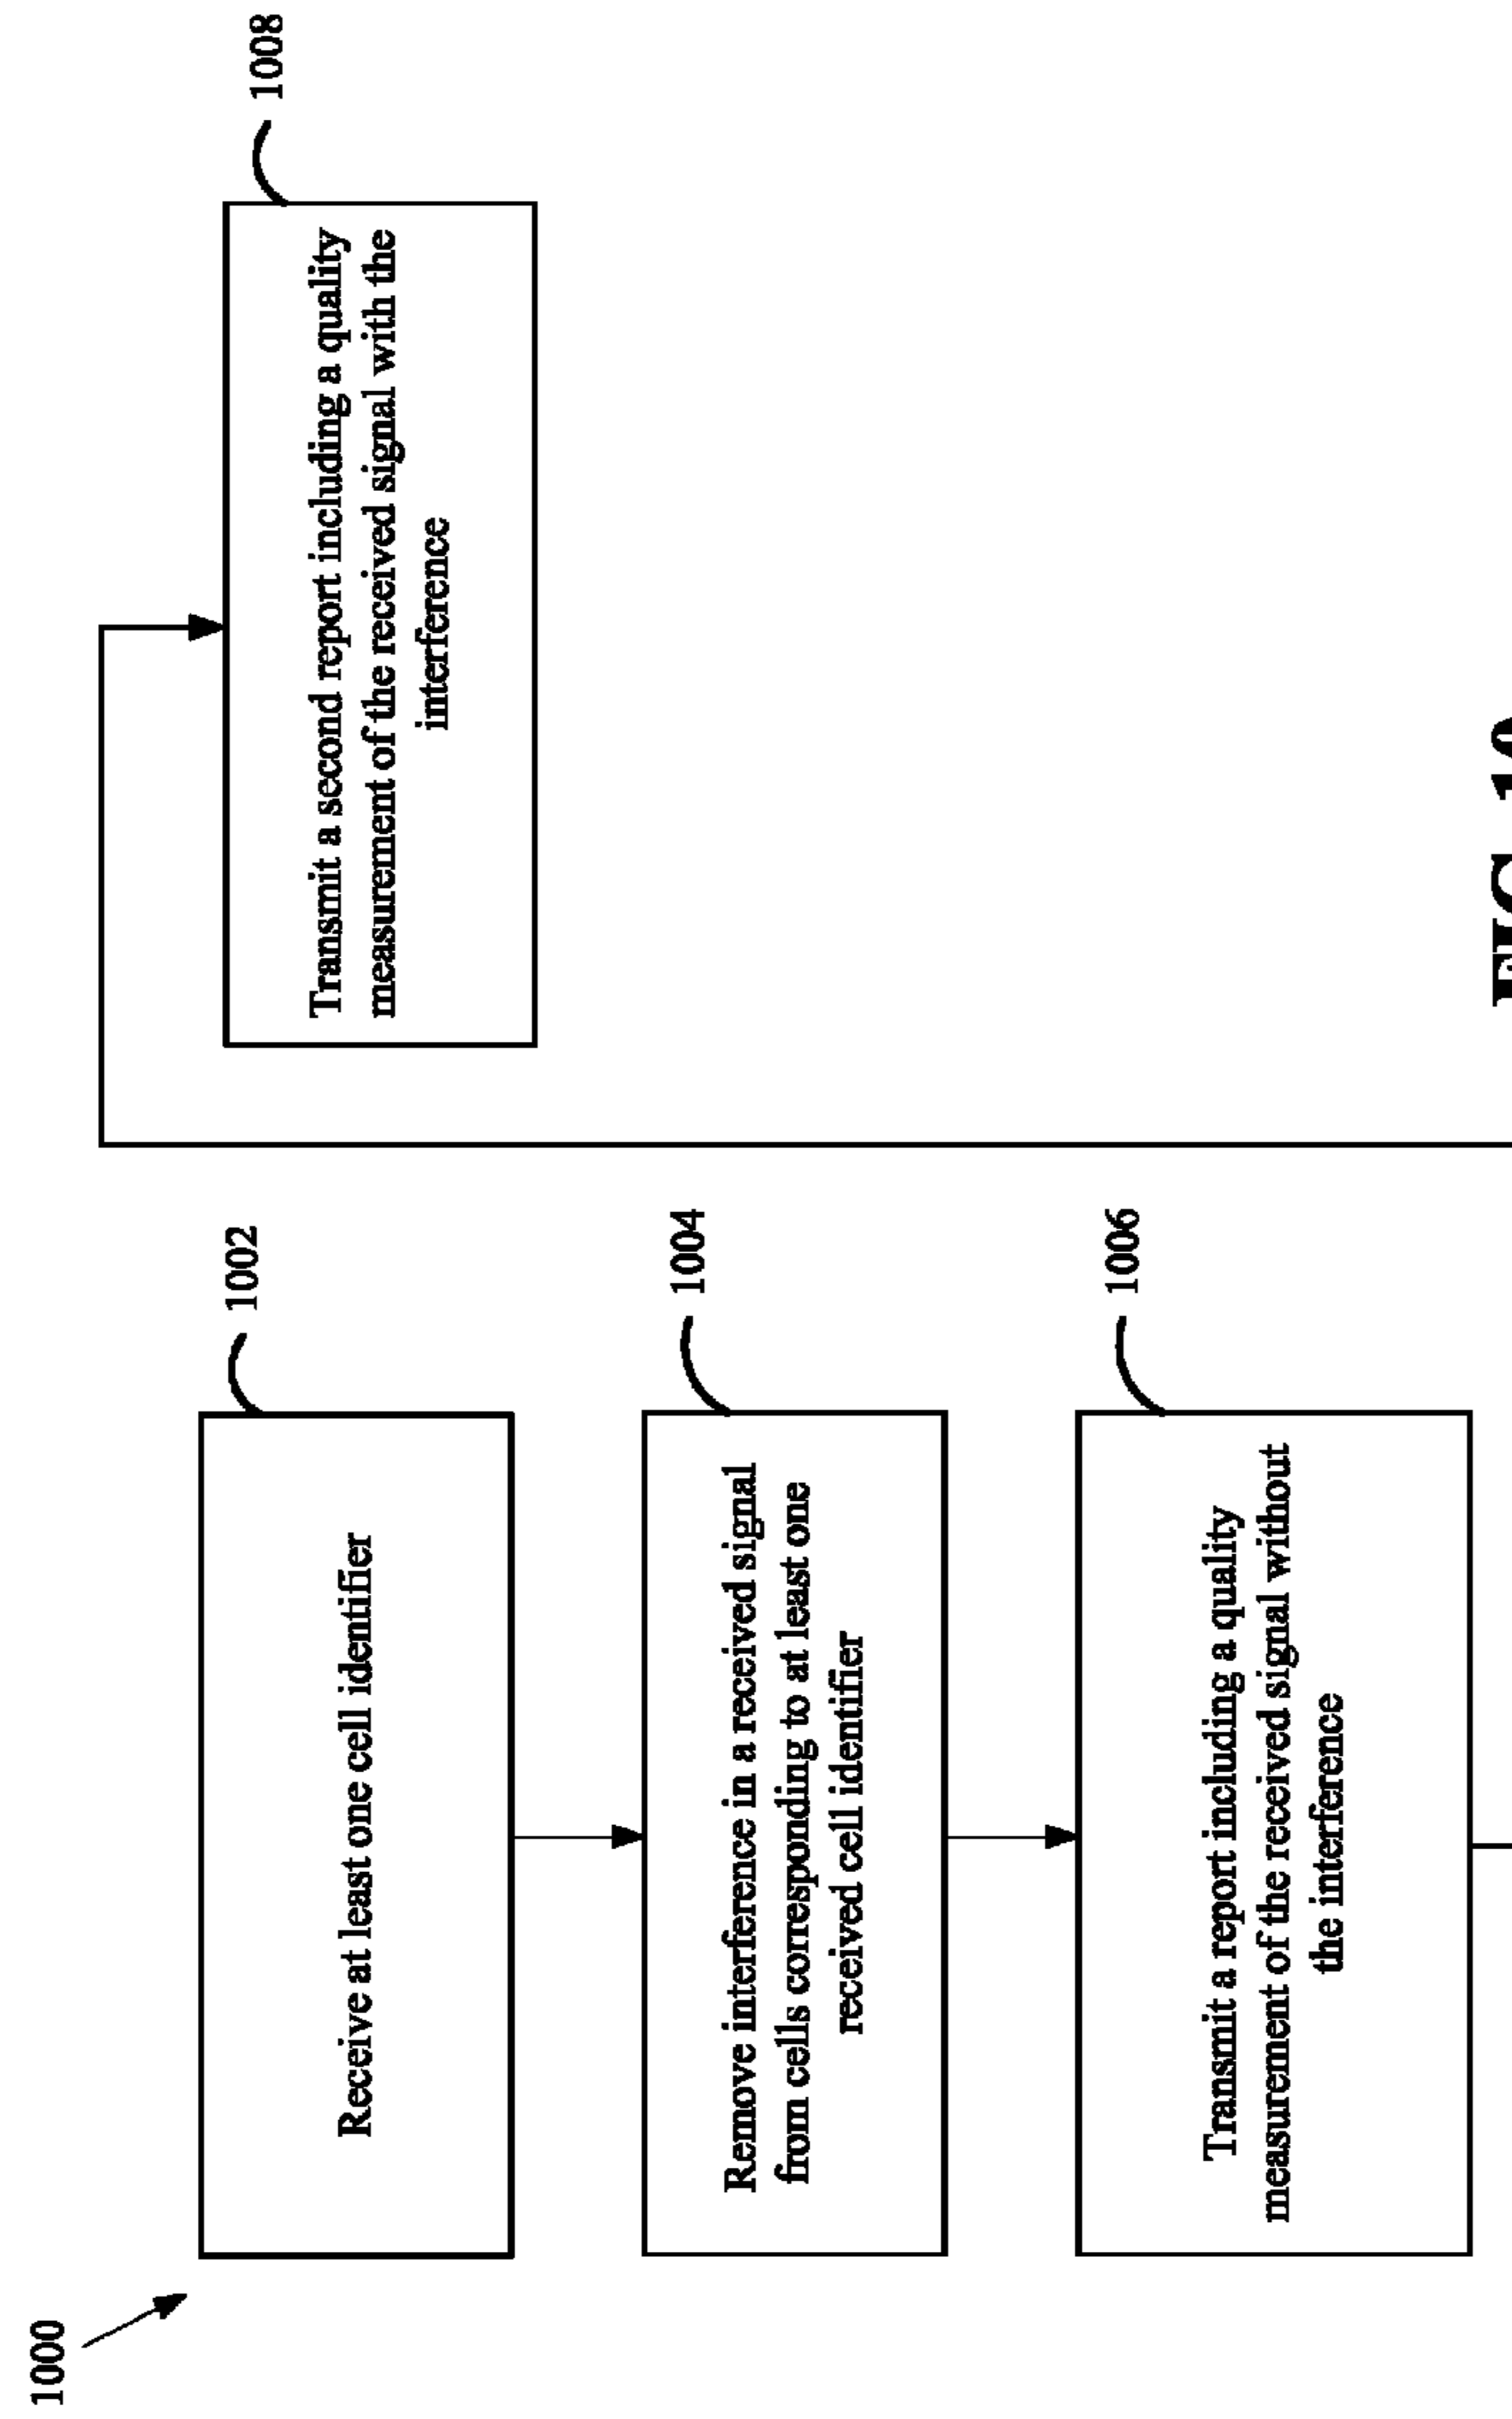 1000
1002
Receive at least one cell identifier
1004
Remove interference in a received signal
from cells corresponding to at least one
received cell identifier
1006
Transmit a report including a quality
measurement of the received signal without
the interference
1008
Transmit a second report including a quality
measurement of the received signal with the
interference